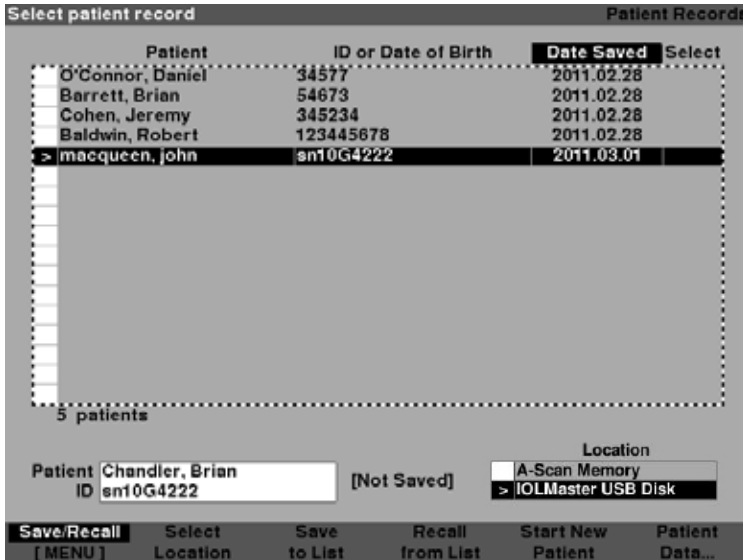 Select patient record Patient Records
Patient ID or Date of Birth Date Saved Select
O'Connor, Daniel 34577 2011.02.28
Barrett, Brian 54673 2011.02.28
Cohen, Jeremy 345234 2011.02.28
Baldwin, Robert 123445678 2011.02.28
> macqueen, john sn10G4222 2011.03.01
5 patients
Location
Patient Chandler, Brian [Not Saved] A-Scan Memory
ID sn10G4222 > IOLMaster USB Disk
Save/Recall Select Save Recall Start New Patient
[MENU] Location to List from List Patient Data...